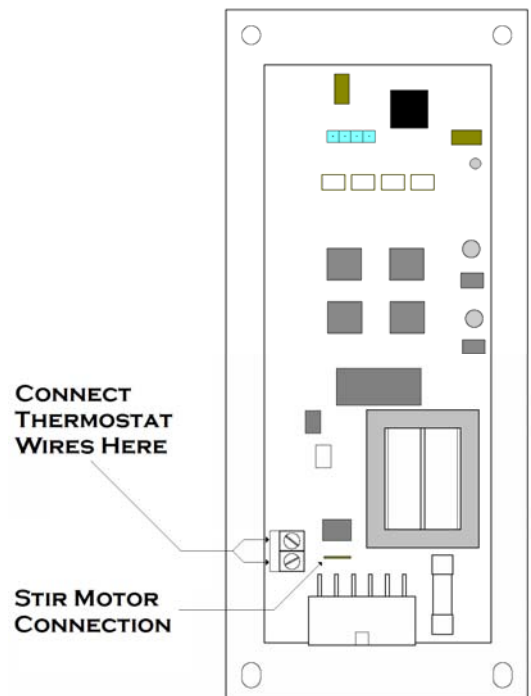 CONNECT
THERMOSTAT
WIRES HERE
STIR MOTOR
CONNECTION